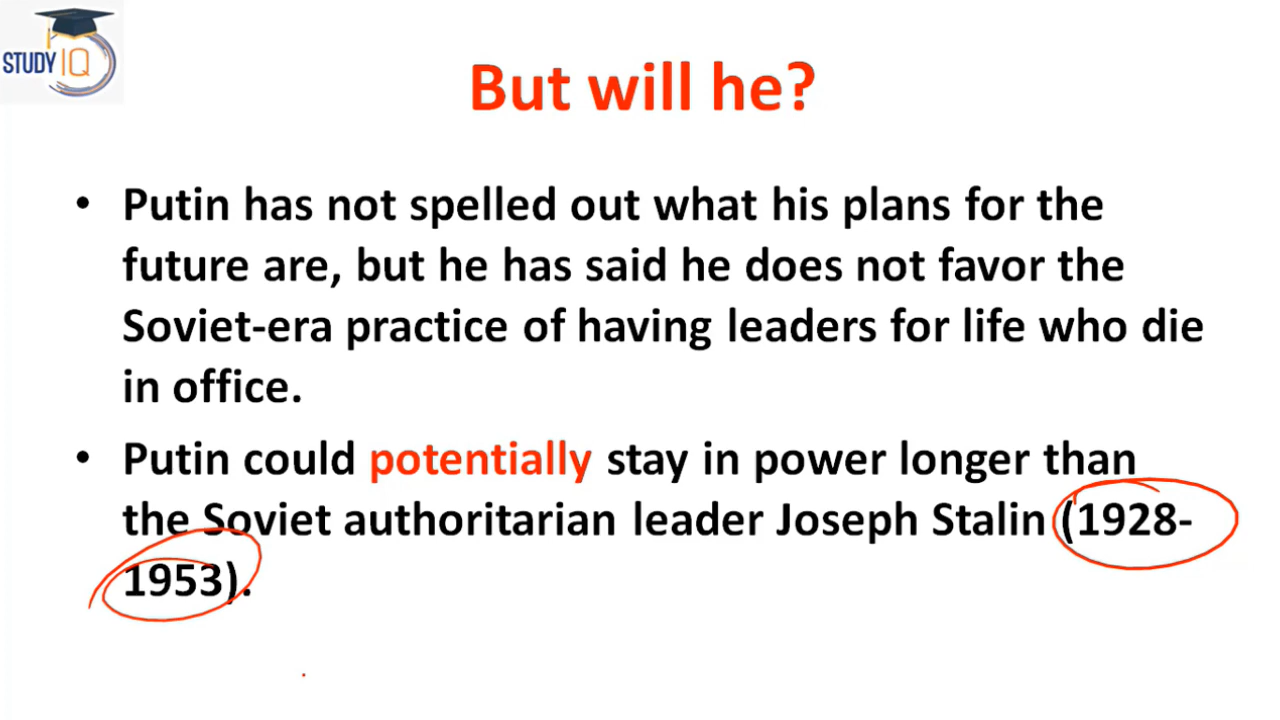 STUDY IQ
But will he?
• Putin has not spelled out what his plans for the
future are, but he has said he does not favor the
Soviet-era practice of having leaders for life who die
in office.
• Putin could potentially stay in power longer than
the Soviet authoritarian leader Joseph Stalin (1928-
1953).